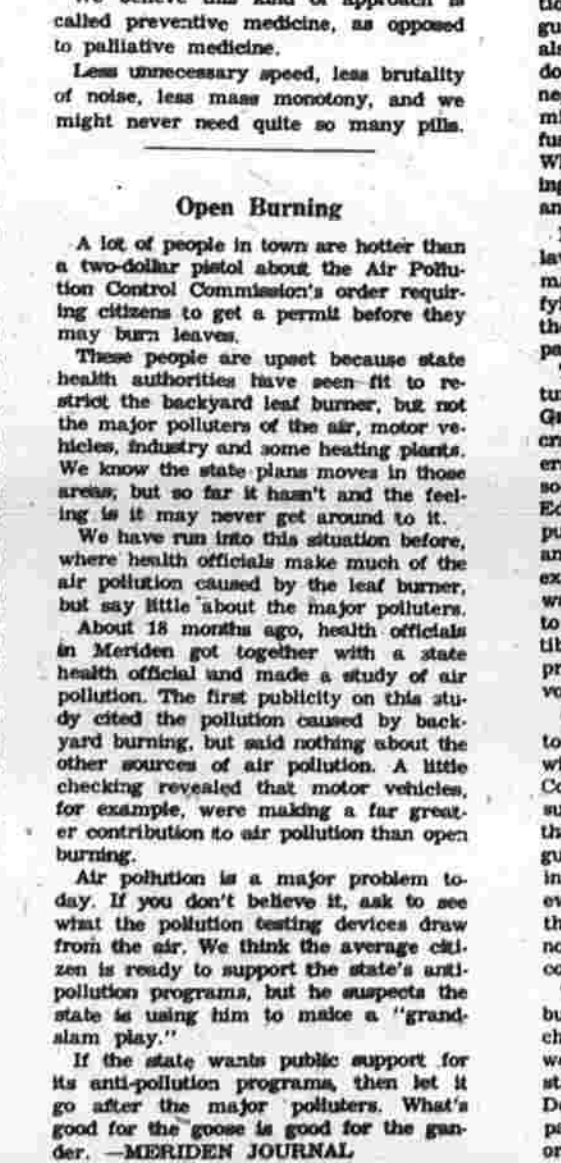 called preventive medicine, as opposed
to palliative medicine.
Less unnecessary speed, less brutality
of noise, less mass monotony, and we
might never need quite so many pills.
Open Burning
A lot of people in town are hotter than
a two-dollar pistol about the Air Pollu-
tion Control Commission's order requir-
ing citizens to get a permit before they
may burn leaves.
These people are upset because state
health authorities have seen fit to re-
strict the backyard leaf burner, but not
the major polluters of the air, motor ve-
hicles, industry and some heating plants.
We know the state plans moves in those
areas, but so far it hasn't and the feel-
ing is it may never get around to it.
We have run into this situation before,
where health officials make much of the
air pollution caused by the leaf burner,
but say little about the major polluters.
About 18 months ago, health officials
in Meriden got together with a state
health official and made a study of air
pollution. The first publicity on this stu-
dy cited the pollution caused by back-
yard burning, but said nothing about the
other sources of air pollution. A little
checking revealed that motor vehicles,
for example, were making a far great-
er contribution to air pollution than open
burning.
Air pollution is a major problem to-
day. If you don't believe it, ask to see
what the pollution testing devices draw
from the air. We think the average citi-
zen is ready to support the state's anti-
pollution programs, but he suspects the
state is using him to make a "grand-
slam play."
If the state wants public support for
its anti-pollution programs, then let it
go after the major polluters. What's
good for the goose is good for the gan-
der. —MERIDEN JOURNAL